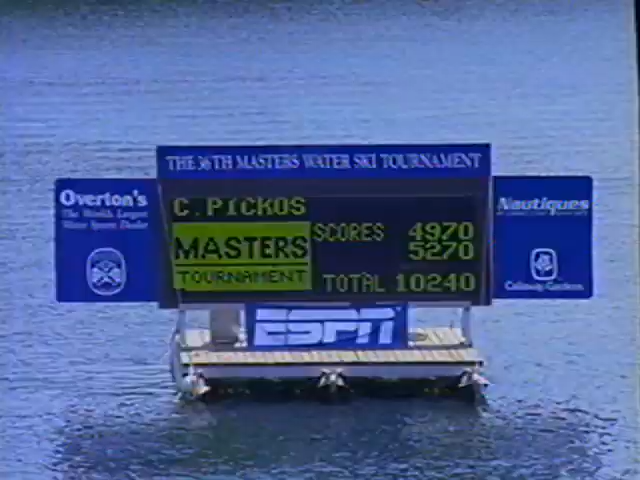 THE 36TH MASTERS WATER SKI TOURNAMENT
Overton's
The Worlds Largest
Water Sports Dealer
C.PICKOS
MASTERS
TOURNAMENT
SCORES 4970
5270
TOTAL 10240
Nautiques
Callaway Gardens
ESPN